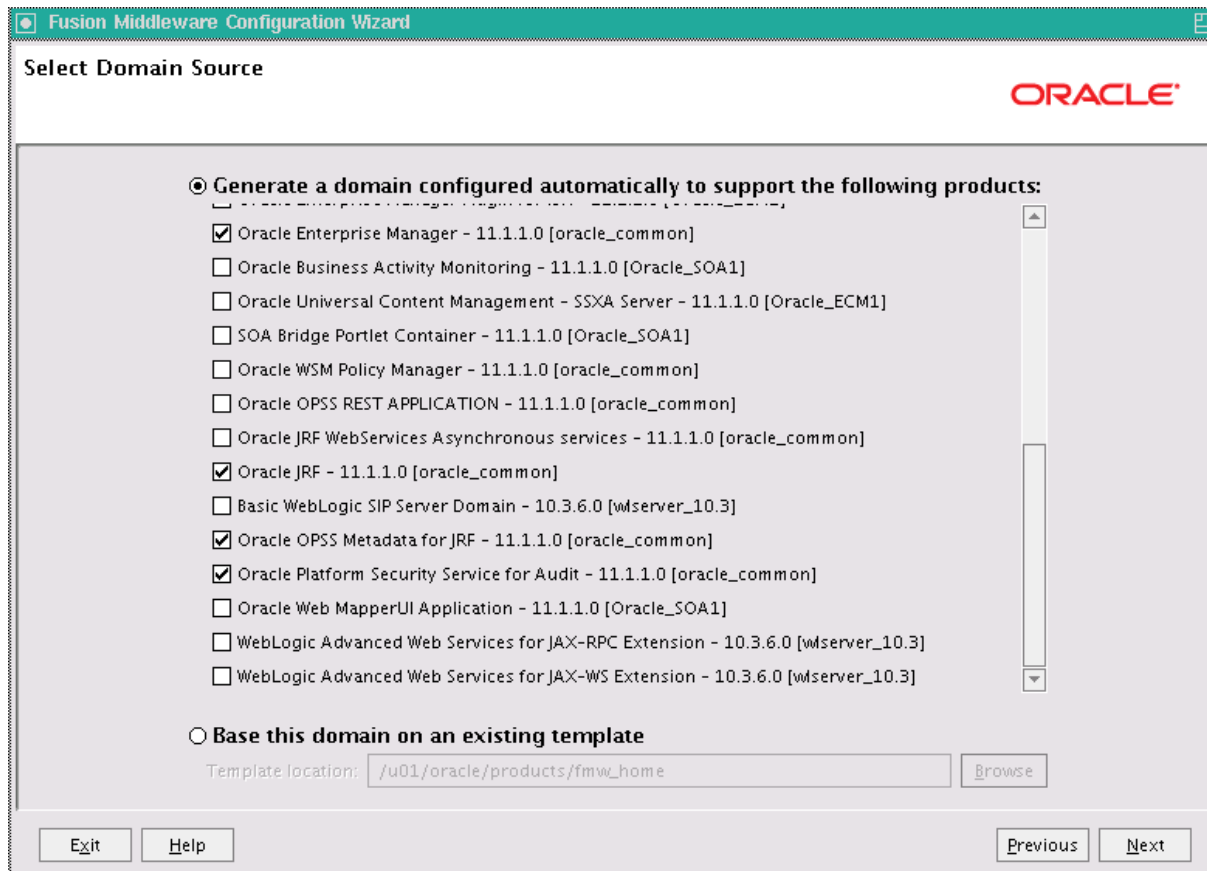 Fusion Middleware Configuration Wizard
Select Domain Source
ORACLE
Generate a domain configured automatically to support the following products:
Oracle Enterprise Manager - 11.1.1.0 [oracle_common]
Oracle Business Activity Monitoring - 11.1.1.0 [Oracle_SOA1]
Oracle Universal Content Management - SSXA Server - 11.1.1.0 [Oracle_ECM1]
SOA Bridge Portlet Container - 11.1.1.0 [Oracle_SOA1]
Oracle WSM Policy Manager - 11.1.1.0 [oracle_common]
Oracle OPSS REST APPLICATION - 11.1.1.0 [oracle_common]
Oracle JRF WebServices Asynchronous services - 11.1.1.0 [oracle_common]
Oracle JRF - 11.1.1.0 [oracle_common]
Basic WebLogic SIP Server Domain - 10.3.6.0 [wlserver_10.3]
Oracle OPSS Metadata for JRF - 11.1.1.0 [oracle_common]
Oracle Platform Security Service for Audit - 11.1.1.0 [oracle_common]
Oracle Web MapperUI Application - 11.1.1.0 [Oracle_SOA1]
WebLogic Advanced Web Services for JAX-RPC Extension - 10.3.6.0 [wlserver_10.3]
WebLogic Advanced Web Services for JAX-WS Extension - 10.3.6.0 [wlserver_10.3]
Base this domain on an existing template
Template location: /u01/oracle/products/fmw_home Browse
Exit Help Previous Next